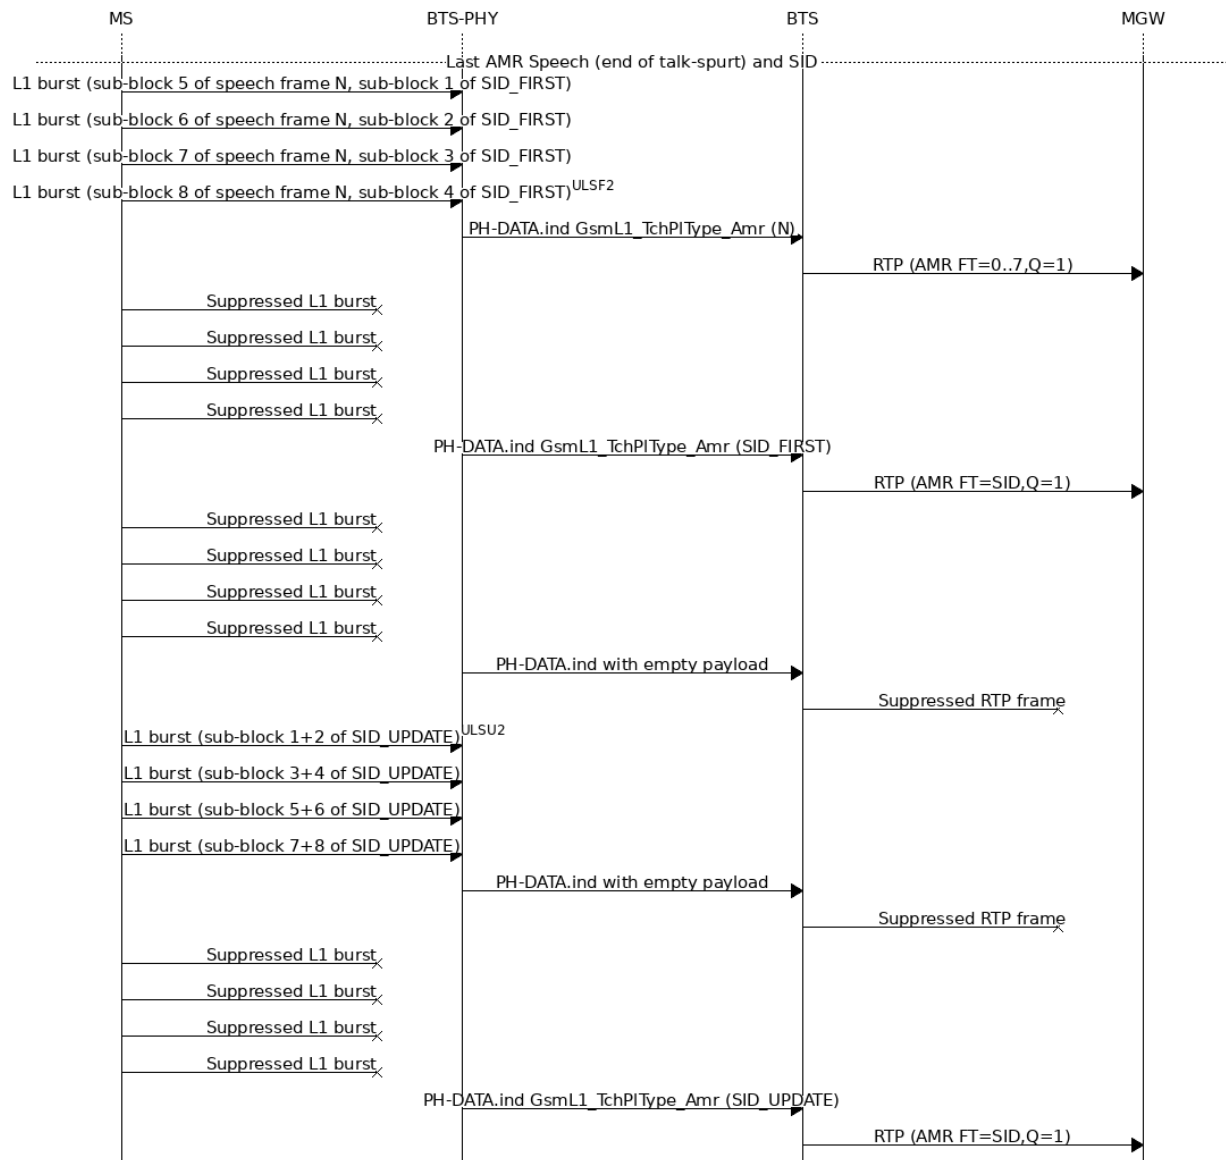 MS BTS-PHY BTS MGW
Last AMR Speech (end of talk-spurt) and SID
L1 burst (sub-block 5 of speech frame N, sub-block 1 of SID_FIRST)
L1 burst (sub-block 6 of speech frame N, sub-block 2 of SID_FIRST)
L1 burst (sub-block 7 of speech frame N, sub-block 3 of SID_FIRST)
L1 burst (sub-block 8 of speech frame N, sub-block 4 of SID_FIRST)ULSF2
PH-DATA.ind GsmL1_TchPlType_Amr (N)
RTP (AMR FT=0..7,Q=1)
Suppressed L1 burst
Suppressed L1 burst
Suppressed L1 burst
Suppressed L1 burst
PH-DATA.ind GsmL1_TchPlType_Amr (SID_FIRST)
RTP (AMR FT=SID,Q=1)
Suppressed L1 burst
Suppressed L1 burst
Suppressed L1 burst
Suppressed L1 burst
PH-DATA.ind with empty payload
Suppressed RTP frame
L1 burst (sub-block 1+2 of SID_UPDATE)ULSU2
L1 burst (sub-block 3+4 of SID_UPDATE)
L1 burst (sub-block 5+6 of SID_UPDATE)
L1 burst (sub-block 7+8 of SID_UPDATE)
PH-DATA.ind with empty payload
Suppressed RTP frame
Suppressed L1 burst
Suppressed L1 burst
Suppressed L1 burst
Suppressed L1 burst
PH-DATA.ind GsmL1_TchPlType_Amr (SID_UPDATE)
RTP (AMR FT=SID,Q=1)